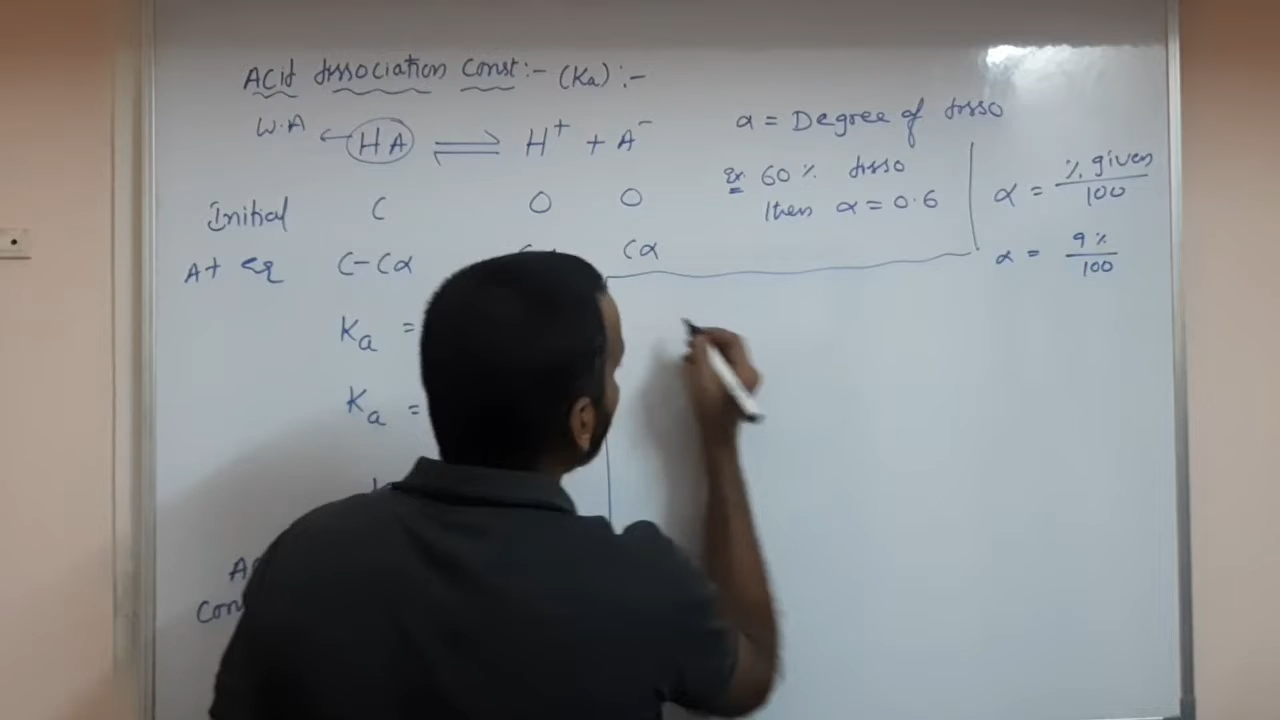 Acid dissociation Const :- (Ka) :-
W.A ← HA ⇌ H⁺ + A⁻
Initial C 0 0
At eq C-Cα Cα
Ka =
Ka =
α = Degree of disso
Ex. 60 % disso
then α = 0.6
α = % given / 100
α = 9 % / 100